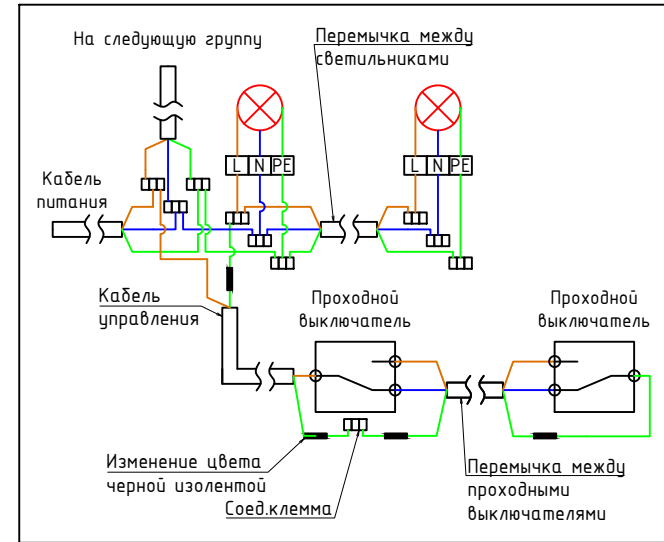 На следующую группу
Перемычка между
светильниками
L N PE
L N PE
Кабель
питания
Кабель
управления
Проходной
выключатель
Проходной
выключатель
Изменение цвета
черной изолентой
Соед.клемма
Перемычка между
проходными
выключателями